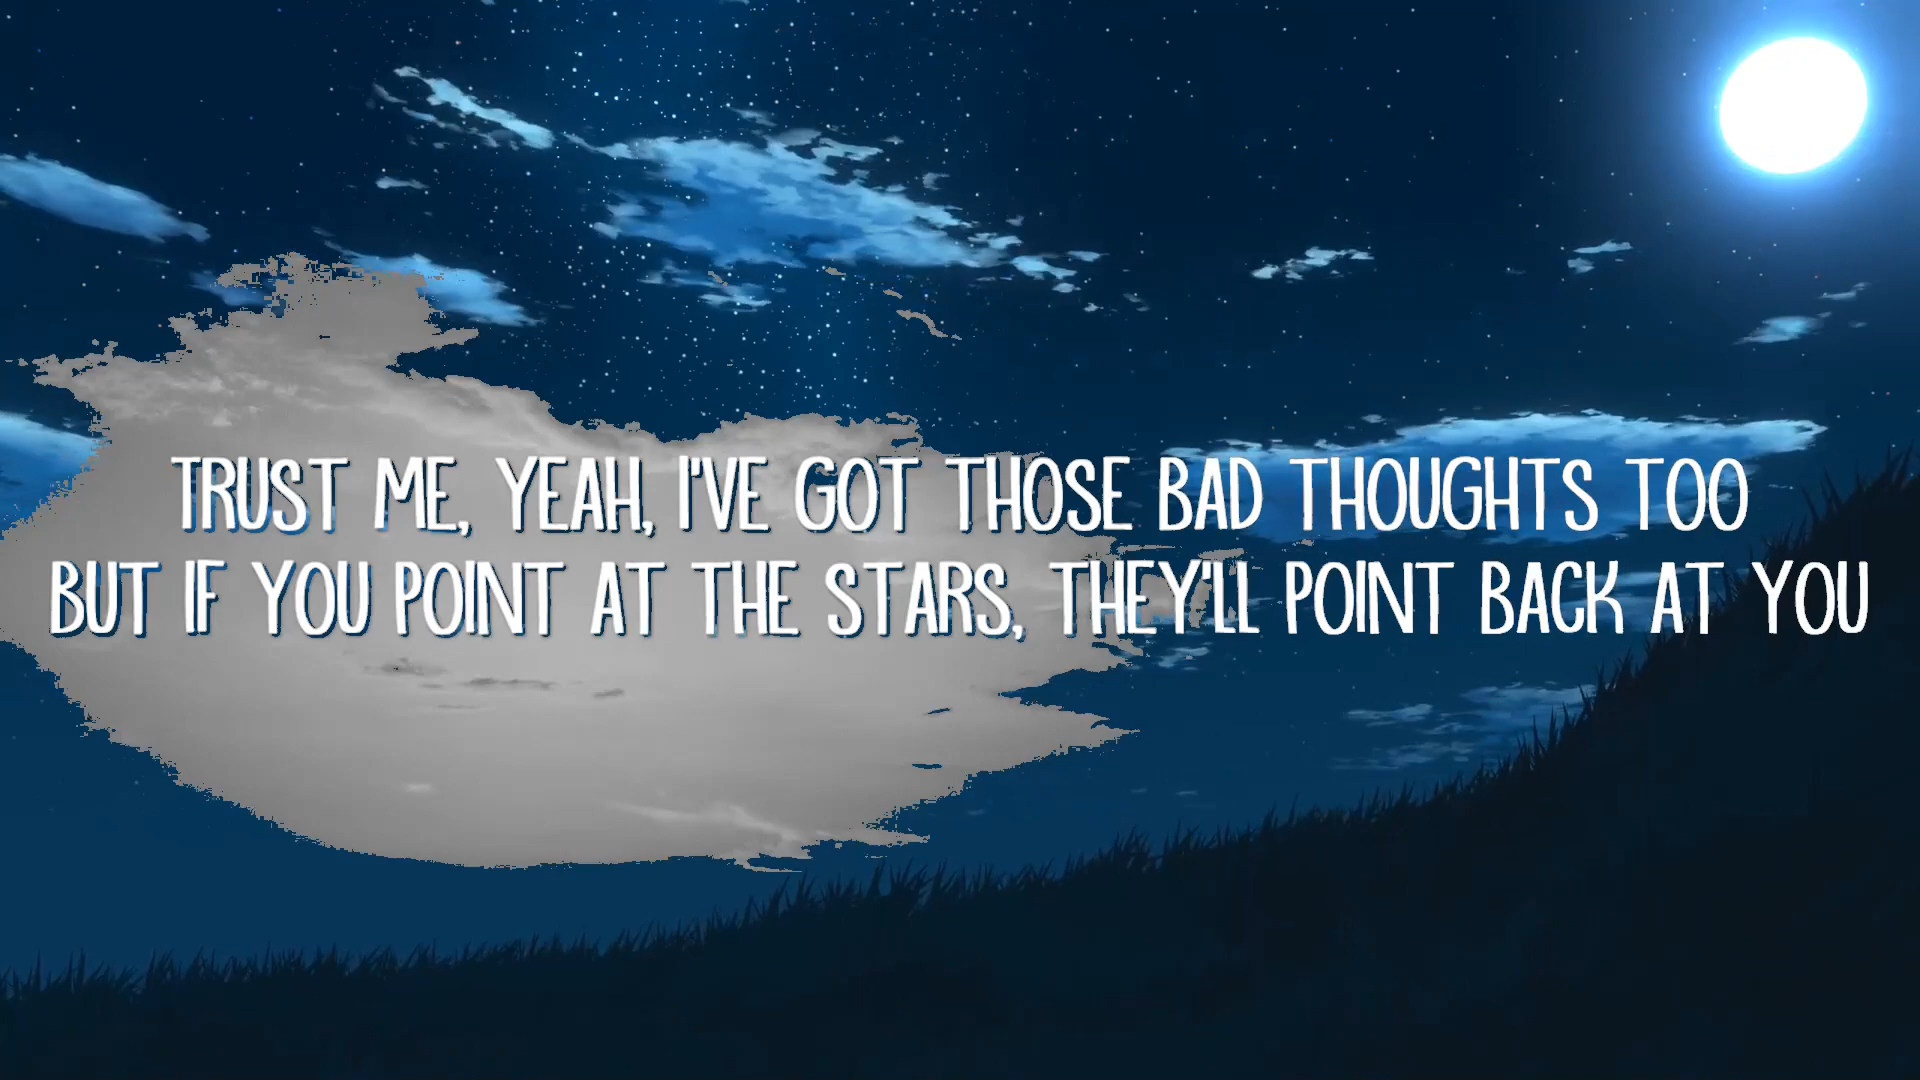 TRUST ME, YEAH, I'VE GOT THOSE BAD THOUGHTS TOO
BUT IF YOU POINT AT THE STARS, THEY'LL POINT BACK AT YOU